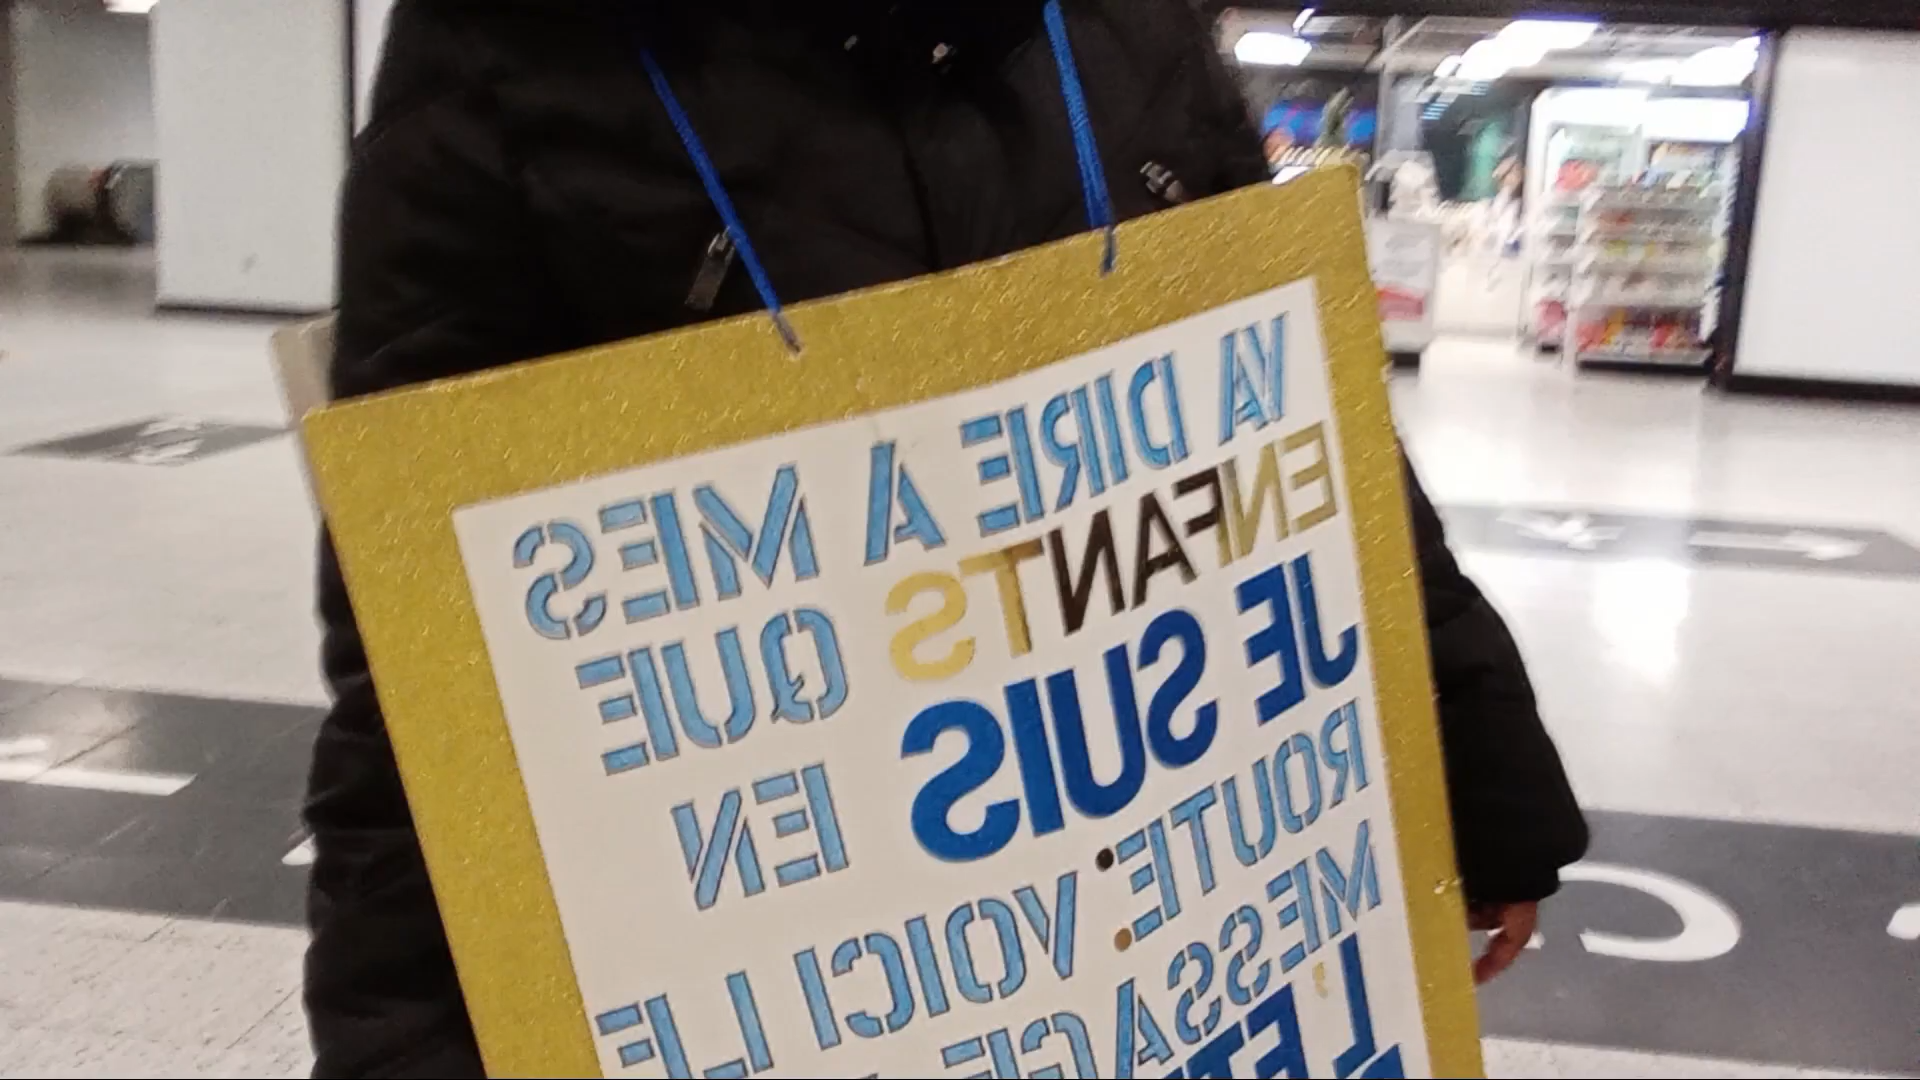 VA DIRE A MES
ENFANTS QUE
JE SUIS EN
ROUTE: VOICI LE
MESSAGE